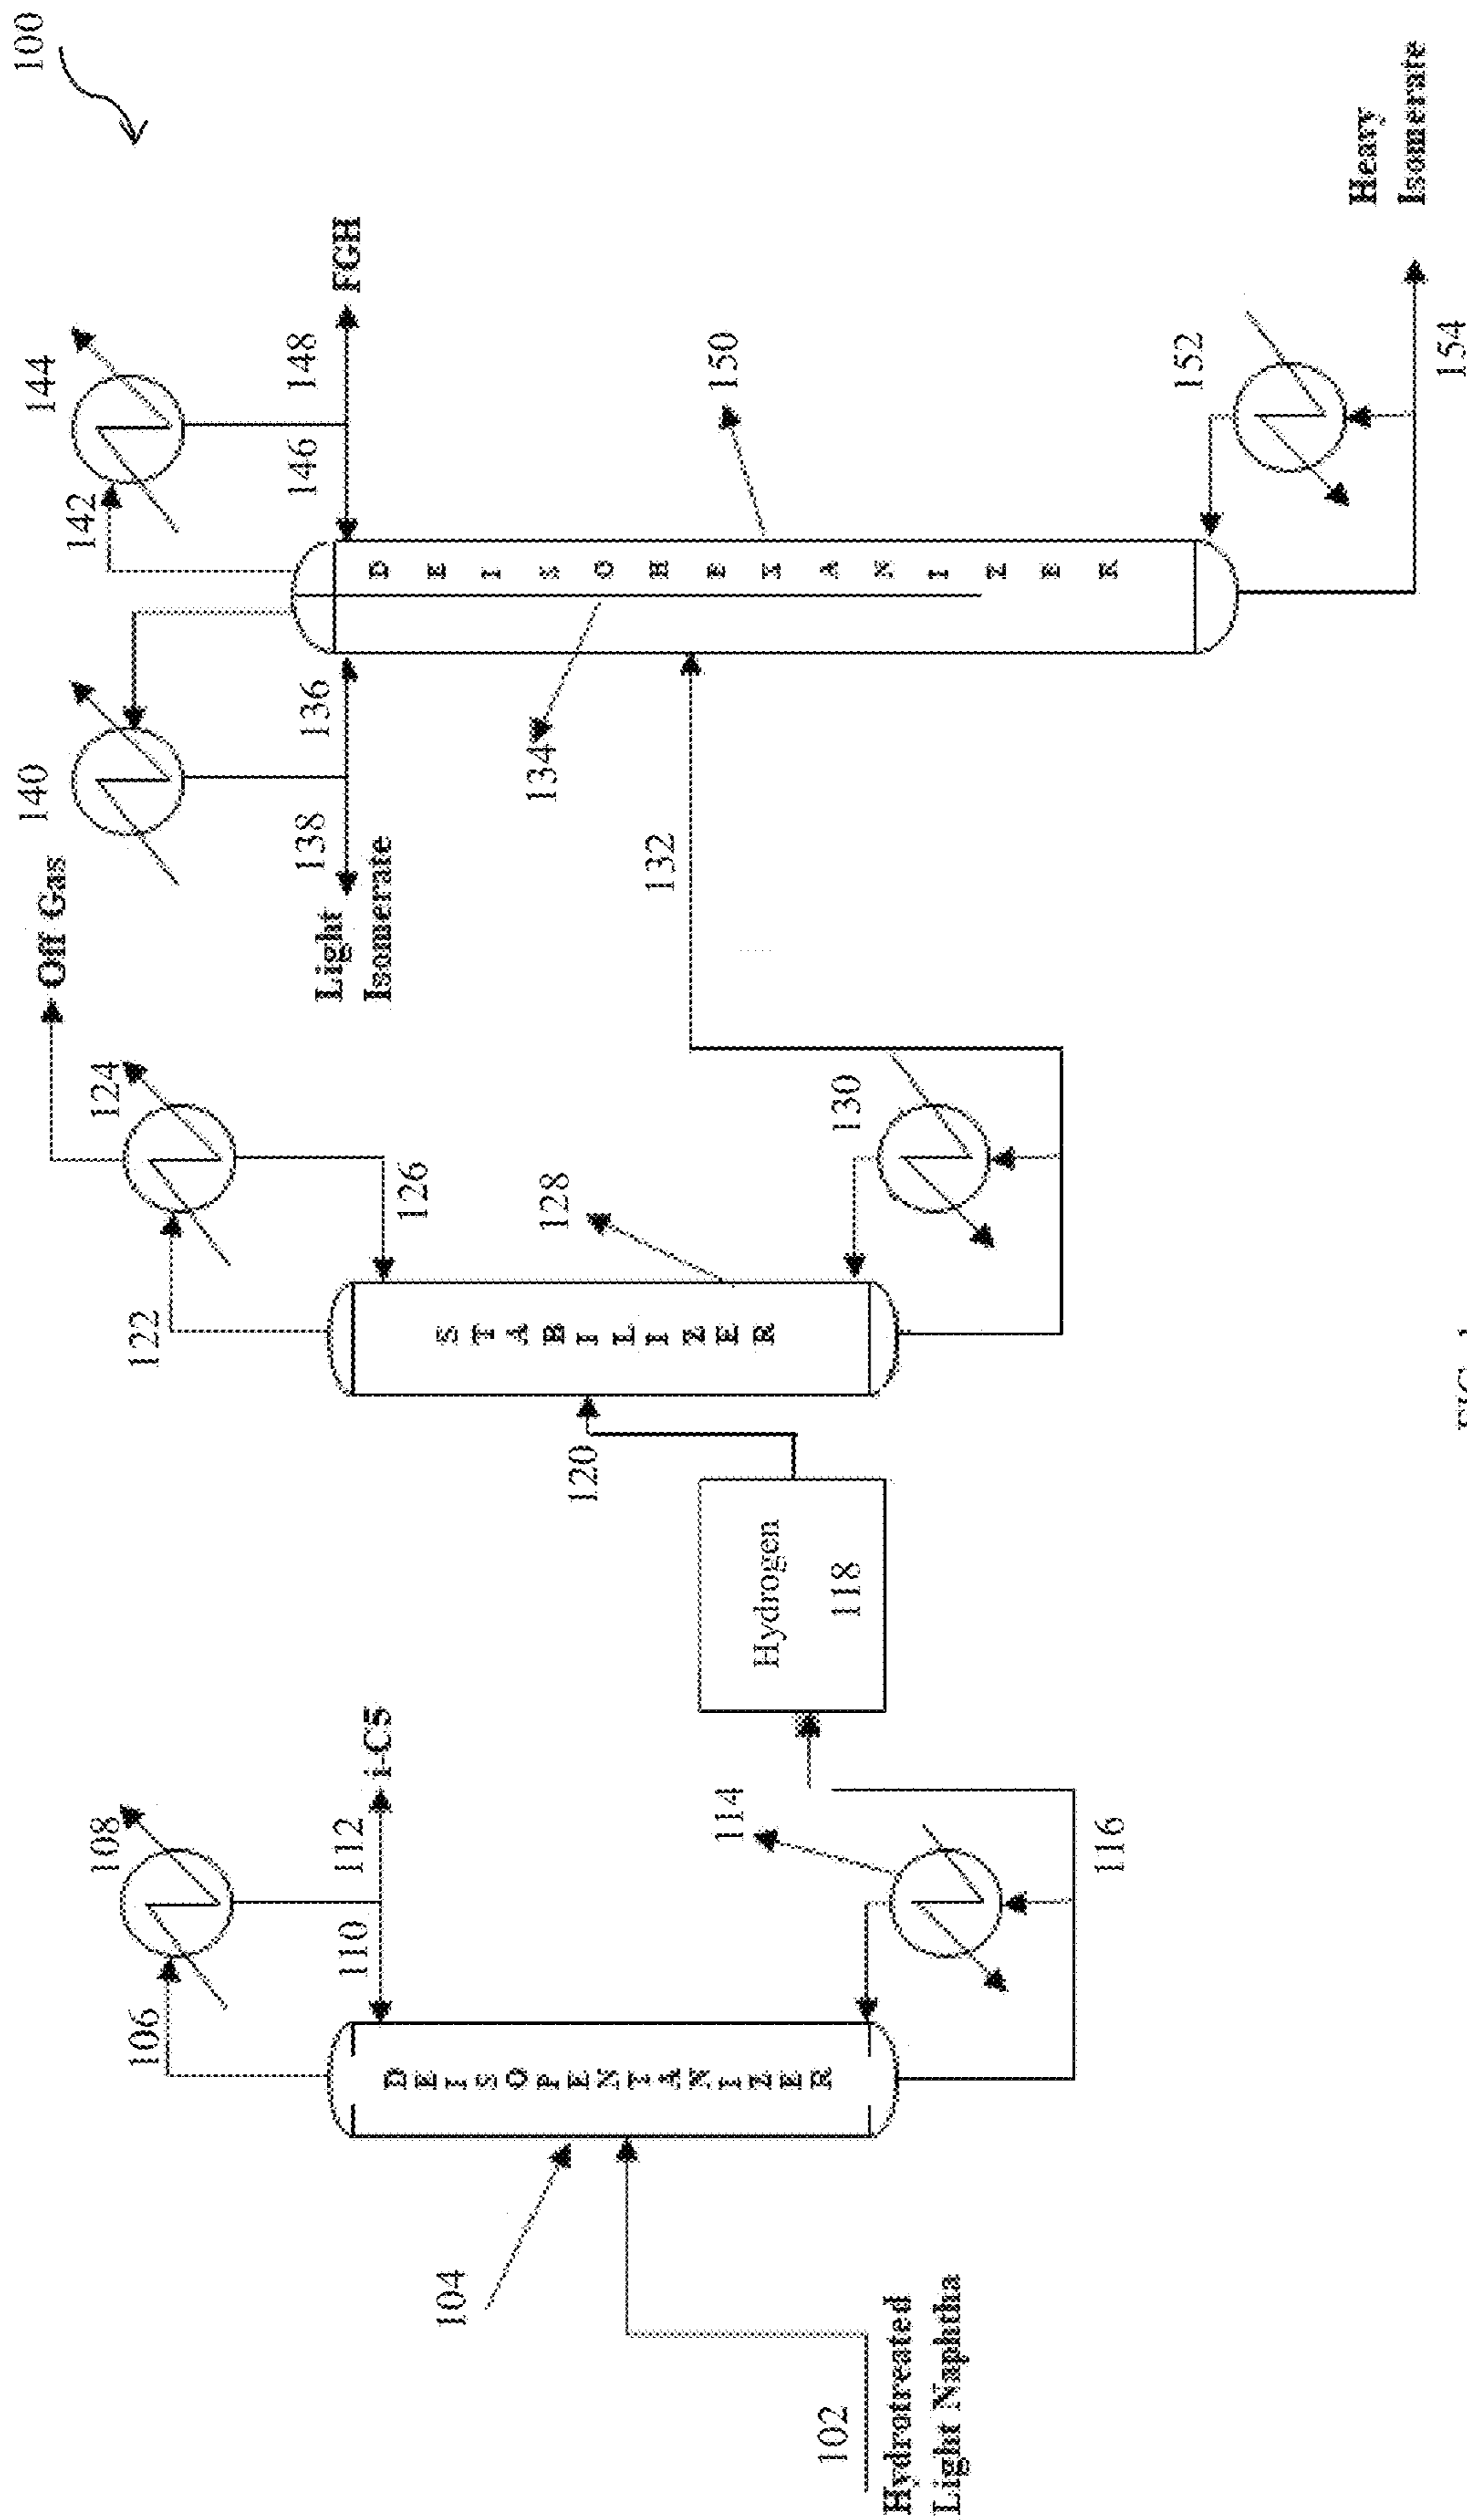 100
Off Gas
140
142
144
106
108
122
124
Light
Isomerate
138
136
146
148
FGH
110
112
i-C5
126
134
150
104
128
DEISOPENTANIZER
STABILIZER
DEISOHEXANIZER
120
132
114
Hydrogen
118
130
102
Hydrotreated
Light Naphtha
116
152
Heavy
Isomerate
154